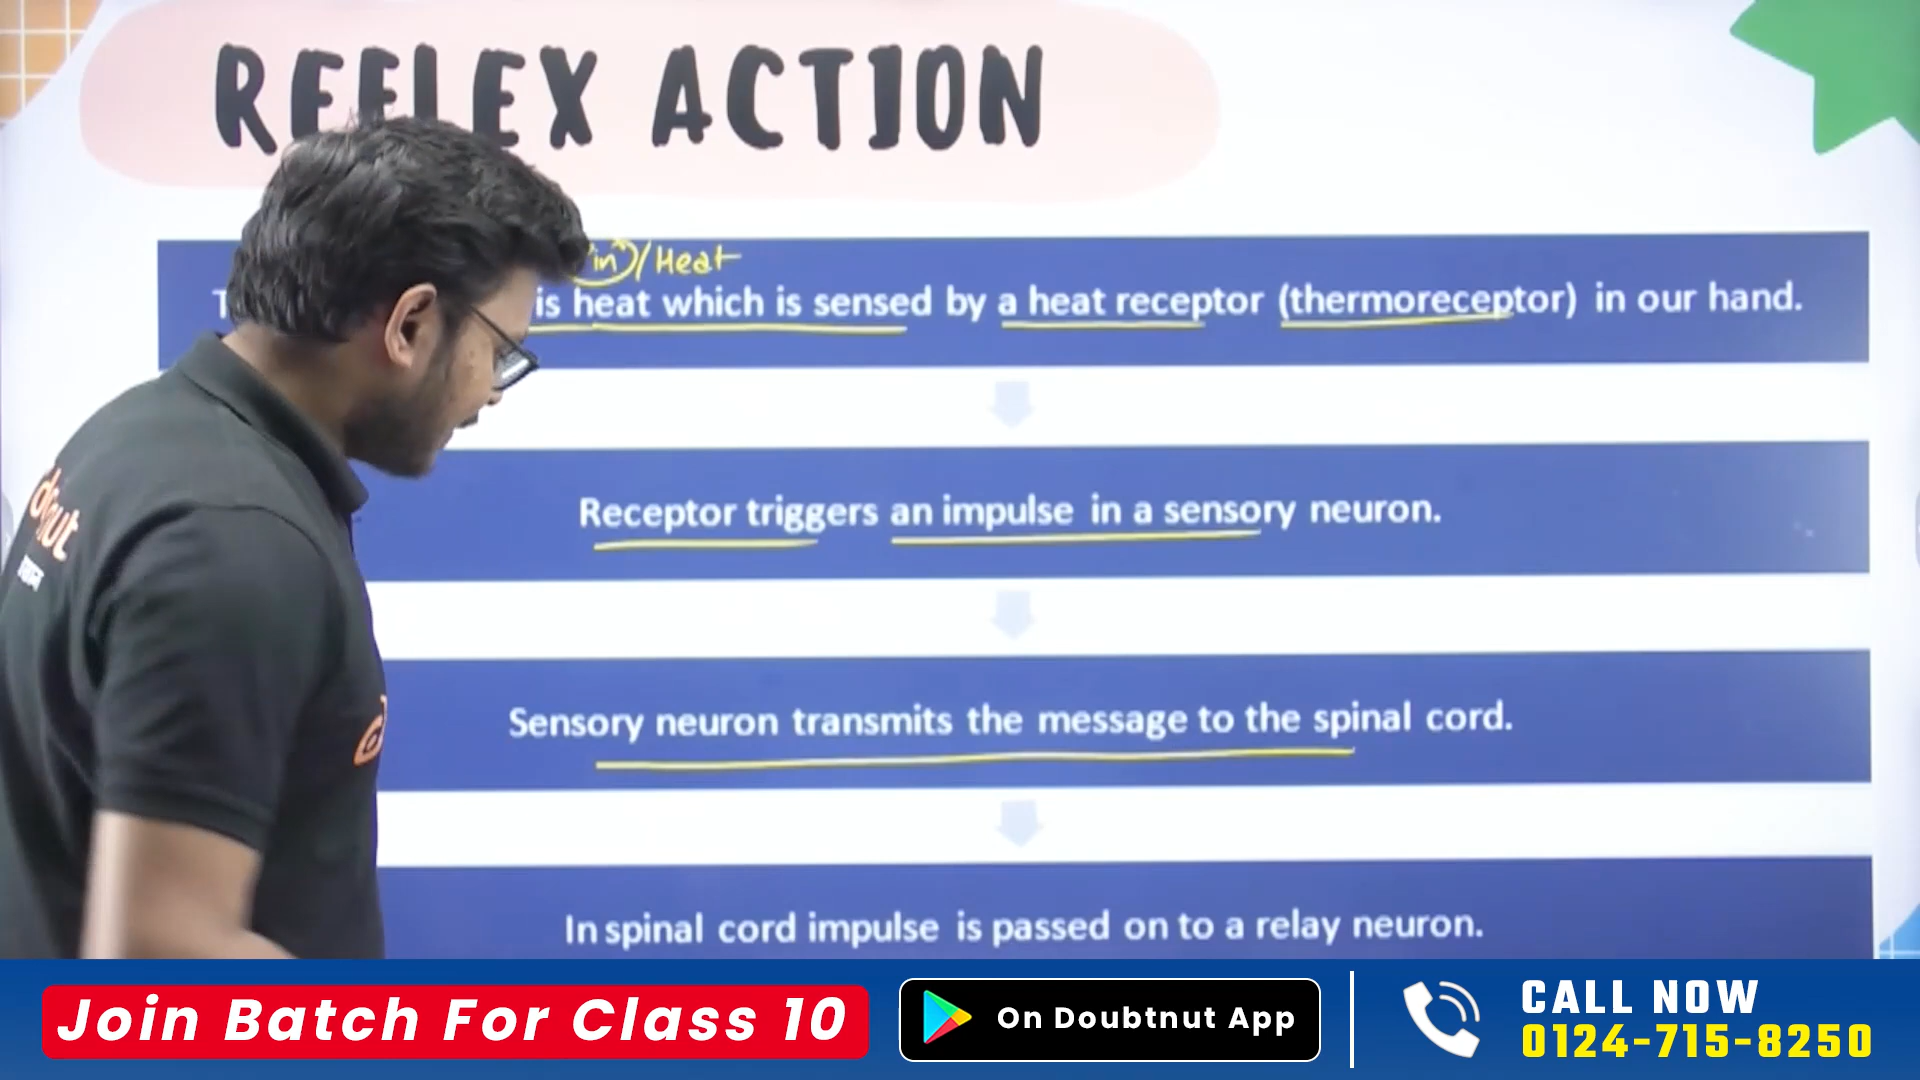 REFLEX ACTION
in / Heat
is heat which is sensed by a heat receptor (thermoreceptor) in our hand.
Receptor triggers an impulse in a sensory neuron.
Sensory neuron transmits the message to the spinal cord.
In spinal cord impulse is passed on to a relay neuron.
Join Batch For Class 10
On Doubtnut App
CALL NOW
0124-715-8250